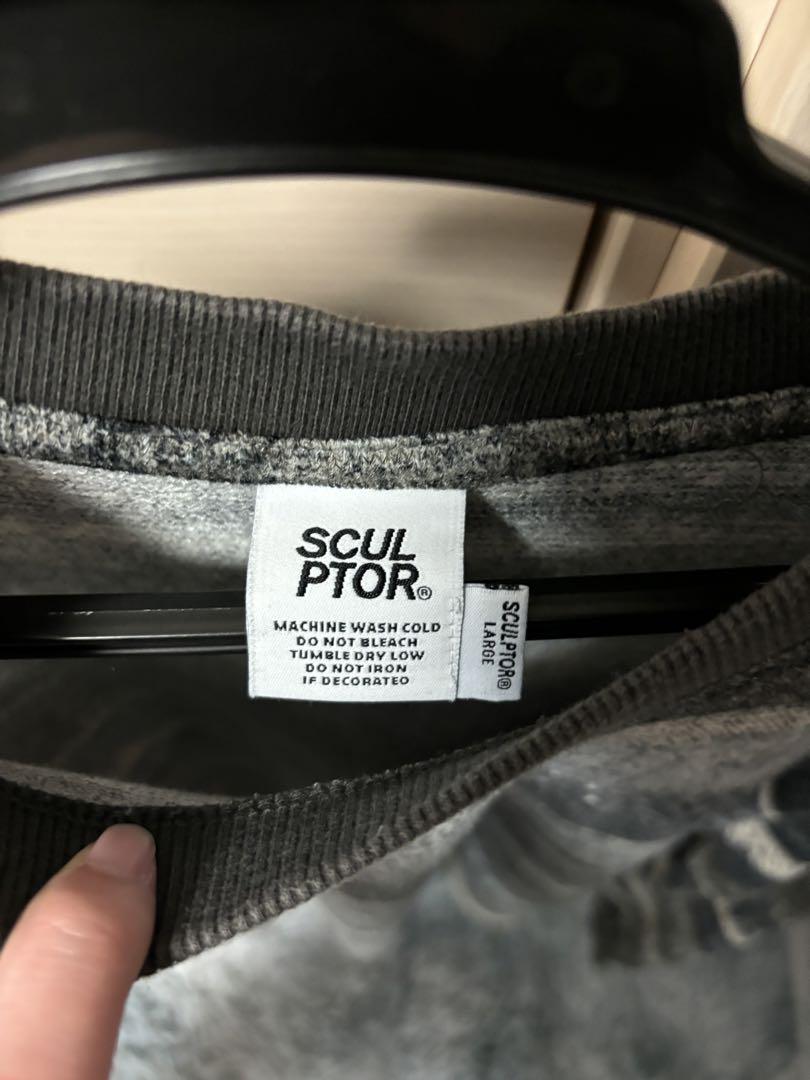 SCUL
PTOR®
MACHINE WASH COLD
DO NOT BLEACH
TUMBLE DRY LOW
DO NOT IRON
IF DECORATED
SCULPTOR®
LARGE